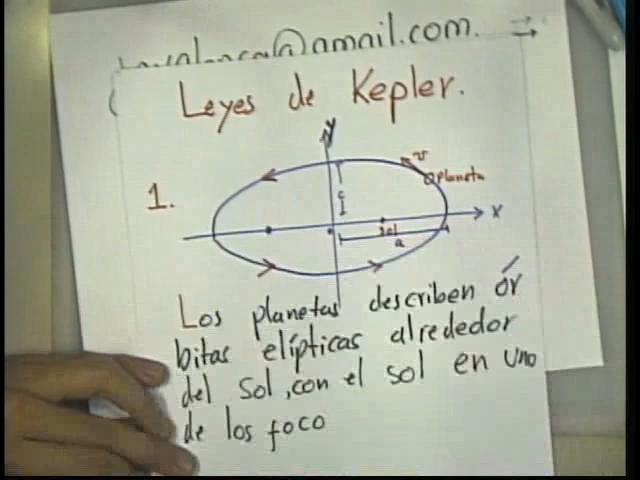 @amail.com.
Leyes de Kepler.
y
1.
v
planeta
x
sol
a
Los planetas describen ór
bitas elípticas alrededor
del Sol, con el sol en uno
de los foco